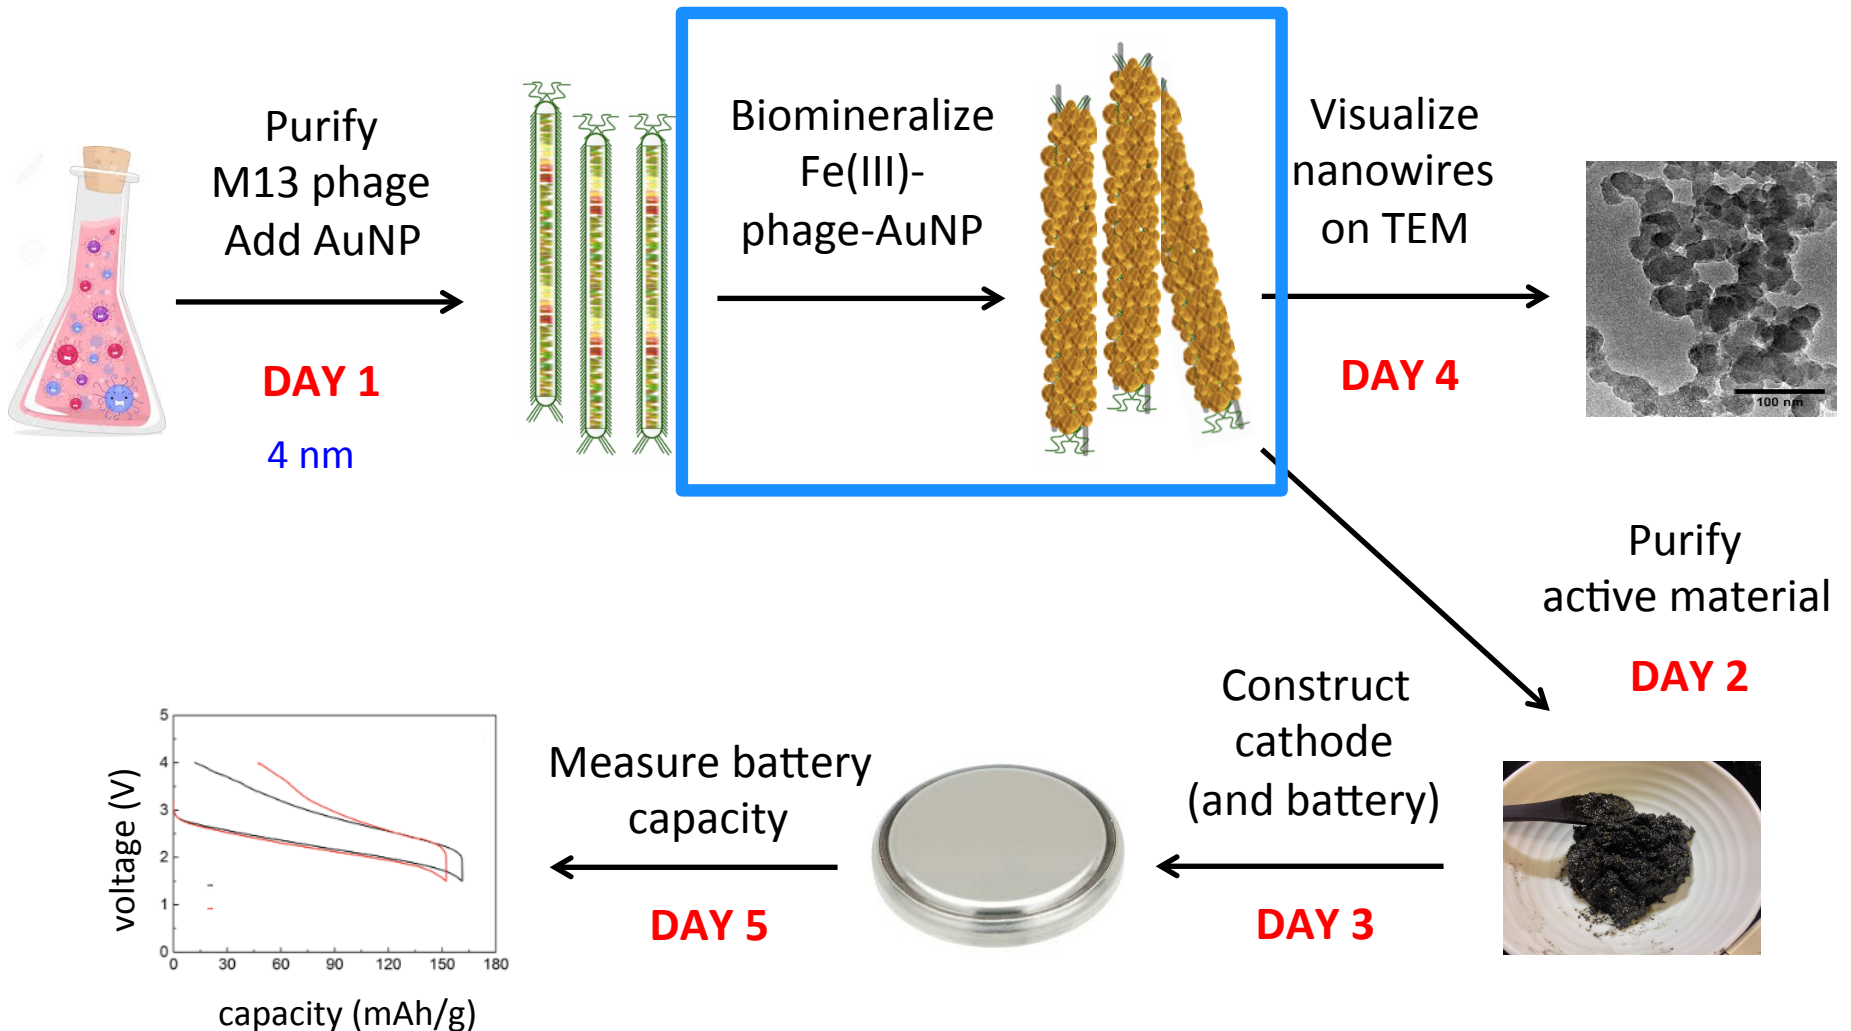 Purify
M13 phage
Add AuNP
DAY 1
4 nm
Biomineralize
Fe(III)-
phage-AuNP
Visualize
nanowires
on TEM
DAY 4
100 nm
Purify
active material
DAY 2
Construct
cathode
(and battery)
DAY 3
Measure battery
capacity
DAY 5
voltage (V)
5
4
3
2
1
0
0 30 60 90 120 150 180
capacity (mAh/g)